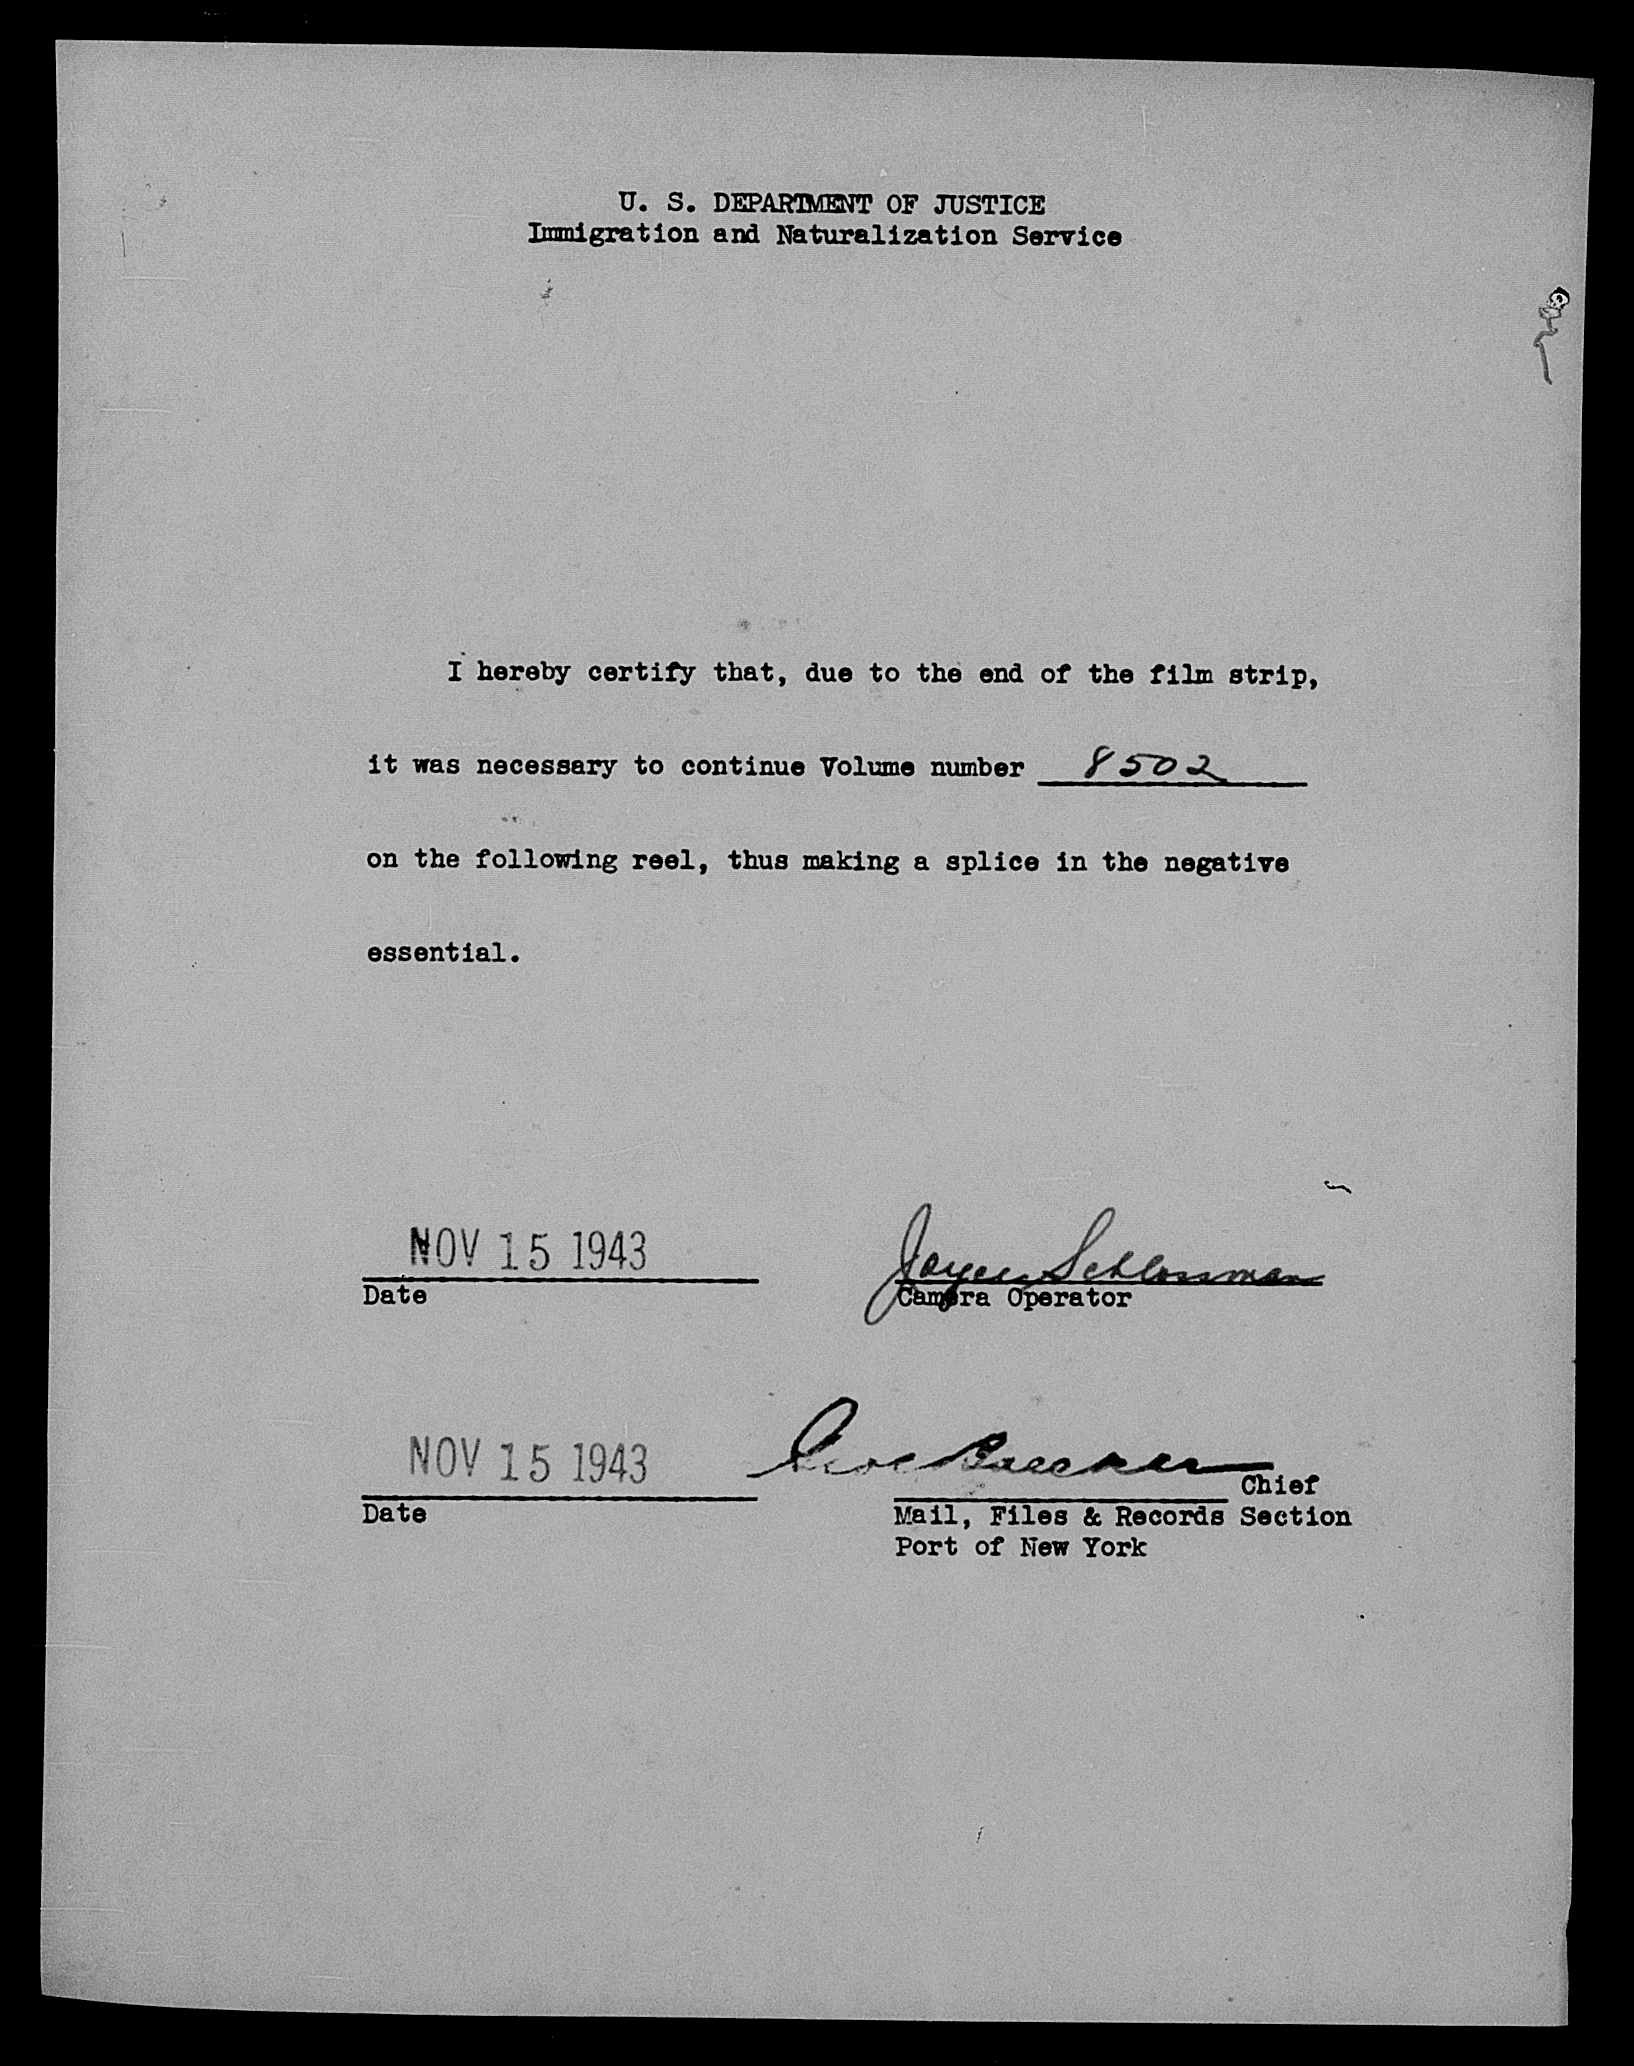 U. S. DEPARTMENT OF JUSTICE
Immigration and Naturalization Service
I hereby certify that, due to the end of the film strip,
it was necessary to continue Volume number 8502
on the following reel, thus making a splice in the negative
essential.
NOV 15 1943 Joyce Schlossman
Date Camera Operator
NOV 15 1943
Chief
Date Mail, Files & Records Section
Port of New York